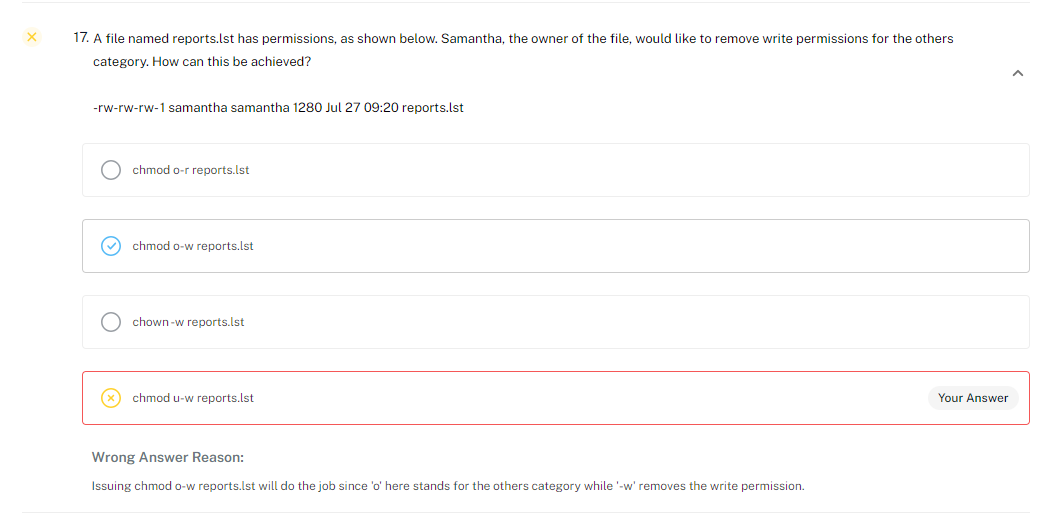 17. A file named reports.lst has permissions, as shown below. Samantha, the owner of the file, would like to remove write permissions for the others
category. How can this be achieved?
-rw-rw-rw- 1 samantha samantha 1280 Jul 27 09:20 reports.lst
chmod o-r reports.lst
chmod o-w reports.lst
chown -w reports.lst
chmod u-w reports.lst Your Answer
Wrong Answer Reason:
Issuing chmod o-w reports.lst will do the job since 'o' here stands for the others category while '-w' removes the write permission.